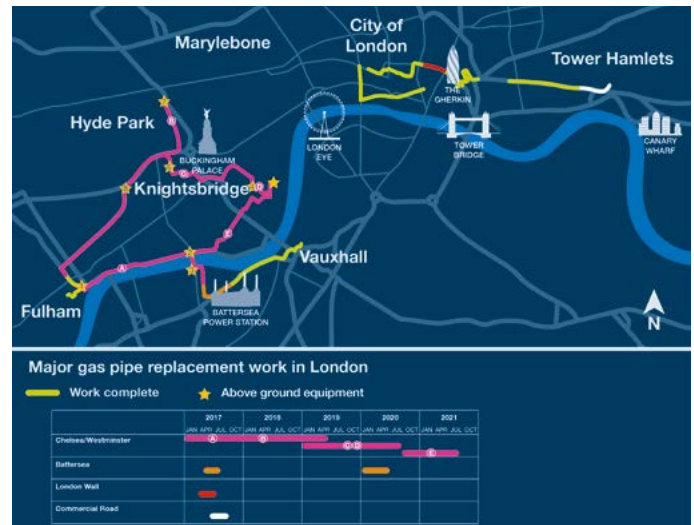 Marylebone
City of
London
Tower Hamlets
THE
GHERKIN
Hyde Park
B
BUCKINGHAM
PALACE
LONDON
EYE
TOWER
BRIDGE
CANARY
WHARF
C
Knightsbridge
D
E
Vauxhall
A
Fulham
BATTERSEA
POWER STATION
N
Major gas pipe replacement work in London
Work complete
Above ground equipment
2017 2018 2019 2020 2021
JAN APR JUL OCT JAN APR JUL OCT JAN APR JUL OCT JAN APR JUL OCT JAN APR JUL OCT
Chelsea/Westminster
A B
C D
E
Battersea
London Wall
Commercial Road